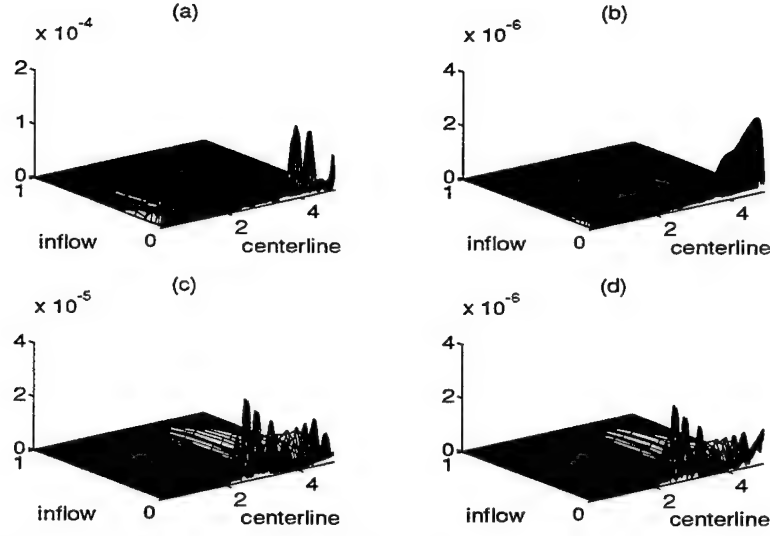 (a)
x 10^-4
2
1
0
1
inflow
0
2
4
centerline
(b)
x 10^-6
4
2
0
1
inflow
0
2
4
centerline
(c)
x 10^-5
4
2
0
1
inflow
0
2
4
centerline
(d)
x 10^-6
4
2
0
1
inflow
0
2
4
centerline